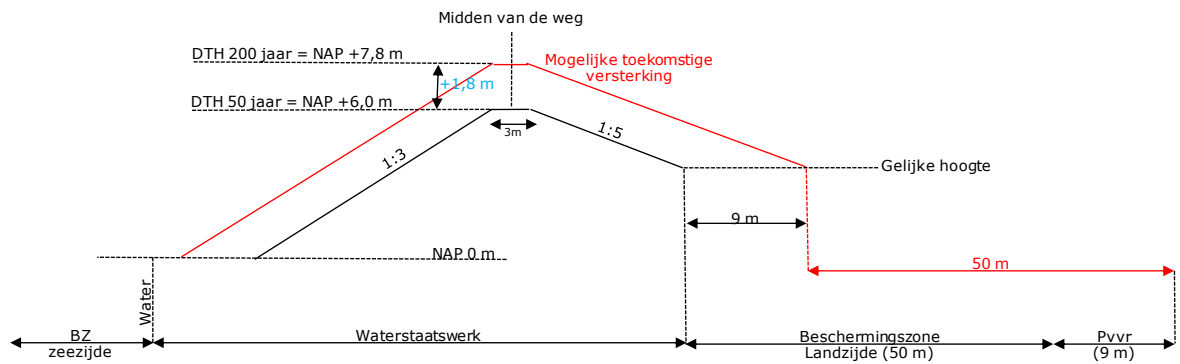 Midden van de weg
DTH 200 jaar = NAP +7,8 m
Mogelijke toekomstige
versterking
+1,8 m
DTH 50 jaar = NAP +6,0 m
3m
1:5
1:3
Gelijke hoogte
9 m
NAP 0 m
50 m
Water
BZ
zeezijde
Waterstaatswerk
Beschermingszone
Landzijde (50 m)
Pvvr
(9 m)